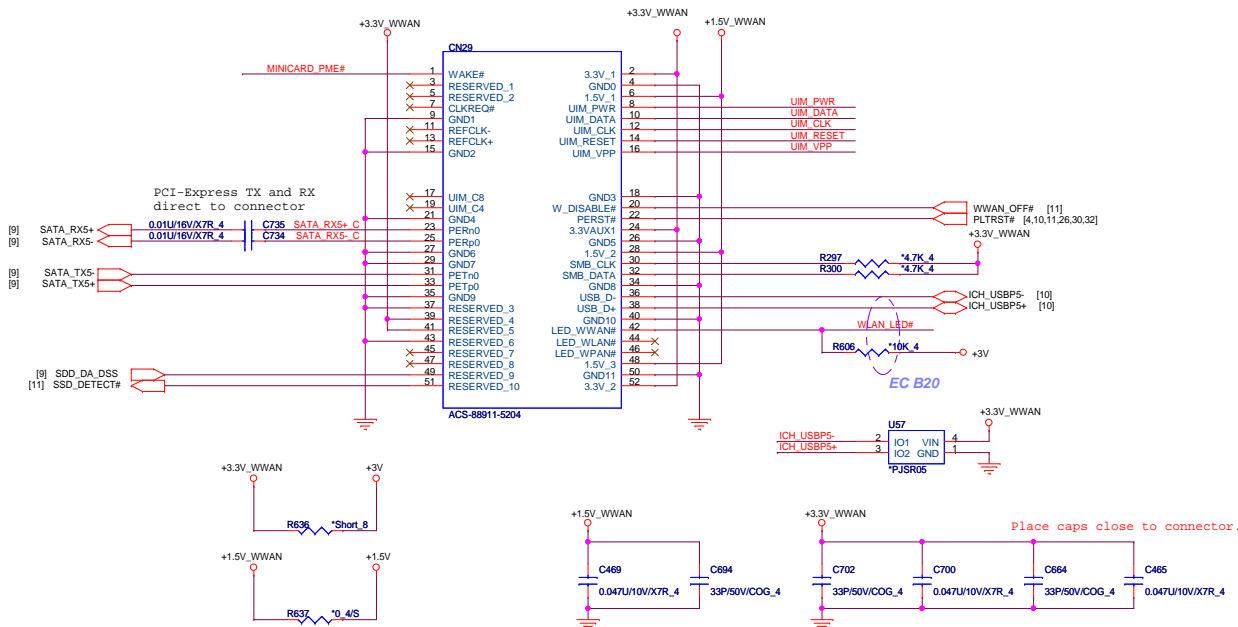 +3.3V_WWAN
+3.3V_WWAN
+1.5V_WWAN
CN29
MINICARD_PME#
1 WAKE# 3.3V_1 2
3 RESERVED_1 GND0 4
5 RESERVED_2 1.5V_1 6
7 CLKREQ# UIM_PWR 8 UIM_PWR
9 GND1 UIM_DATA 10 UIM_DATA
11 REFCLK- UIM_CLK 12 UIM_CLK
13 REFCLK+ UIM_RESET 14 UIM_RESET
15 GND2 UIM_VPP 16 UIM_VPP
PCI-Express TX and RX
direct to connector
17 UIM_C8 GND3 18
19 UIM_C4 W_DISABLE# 20 WWAN_OFF# [11]
21 GND4 PERST# 22 PLTRST# [4,10,11,26,30,32]
[9] SATA_RX5+ 0.01U/16V/X7R_4 C735 SATA_RX5+_C 23 PERn0 3.3VAUX1 24
[9] SATA_RX5- 0.01U/16V/X7R_4 C734 SATA_RX5-_C 25 PERp0 GND5 26
27 GND6 1.5V_2 28
+3.3V_WWAN
29 GND7 SMB_CLK 30 R297 *4.7K_4
[9] SATA_TX5- 31 PETn0 SMB_DATA 32 R300 *4.7K_4
[9] SATA_TX5+ 33 PETp0 GND8 34
35 GND9 USB_D- 36 ICH_USBP5- [10]
37 RESERVED_3 USB_D+ 38 ICH_USBP5+ [10]
39 RESERVED_4 GND10 40
41 RESERVED_5 LED_WWAN# 42 WLAN_LED#
43 RESERVED_6 LED_WLAN# 44
45 RESERVED_7 LED_WPAN# 46 R606 *10K_4 +3V
47 RESERVED_8 1.5V_3 48
[9] SDD_DA_DSS 49 RESERVED_9 GND11 50
[11] SSD_DETECT# 51 RESERVED_10 3.3V_2 52
EC B20
ACS-88911-5204
+3.3V_WWAN
U57
ICH_USBP5- 2 IO1 VIN 4
ICH_USBP5+ 3 IO2 GND 1
*PJSR05
+3.3V_WWAN +3V
R636 *Short_8
+1.5V_WWAN +1.5V
R637 *0_4/S
+1.5V_WWAN
C469
0.047U/10V/X7R_4
C694
33P/50V/COG_4
+3.3V_WWAN
Place caps close to connector.
C702
33P/50V/COG_4
C700
0.047U/10V/X7R_4
C664
33P/50V/COG_4
C465
0.047U/10V/X7R_4